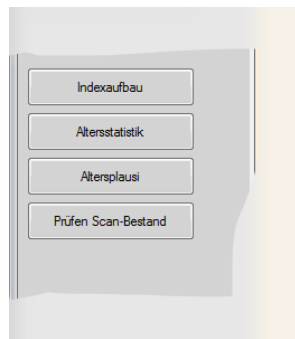 Indexaufbau
Altersstatistik
Altersplausi
Prüfen Scan-Bestand